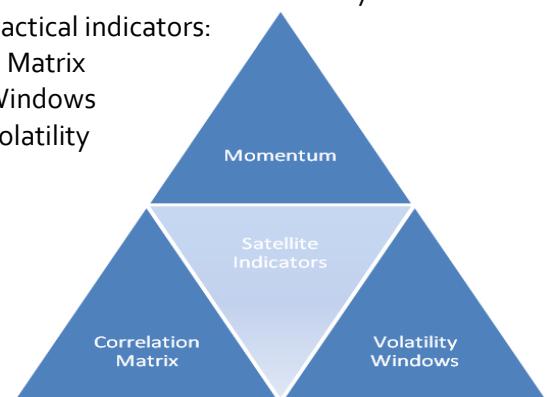 actical indicators:
Matrix
Windows
olatility
Momentum
Satellite
Indicators
Correlation
Matrix
Volatility
Windows